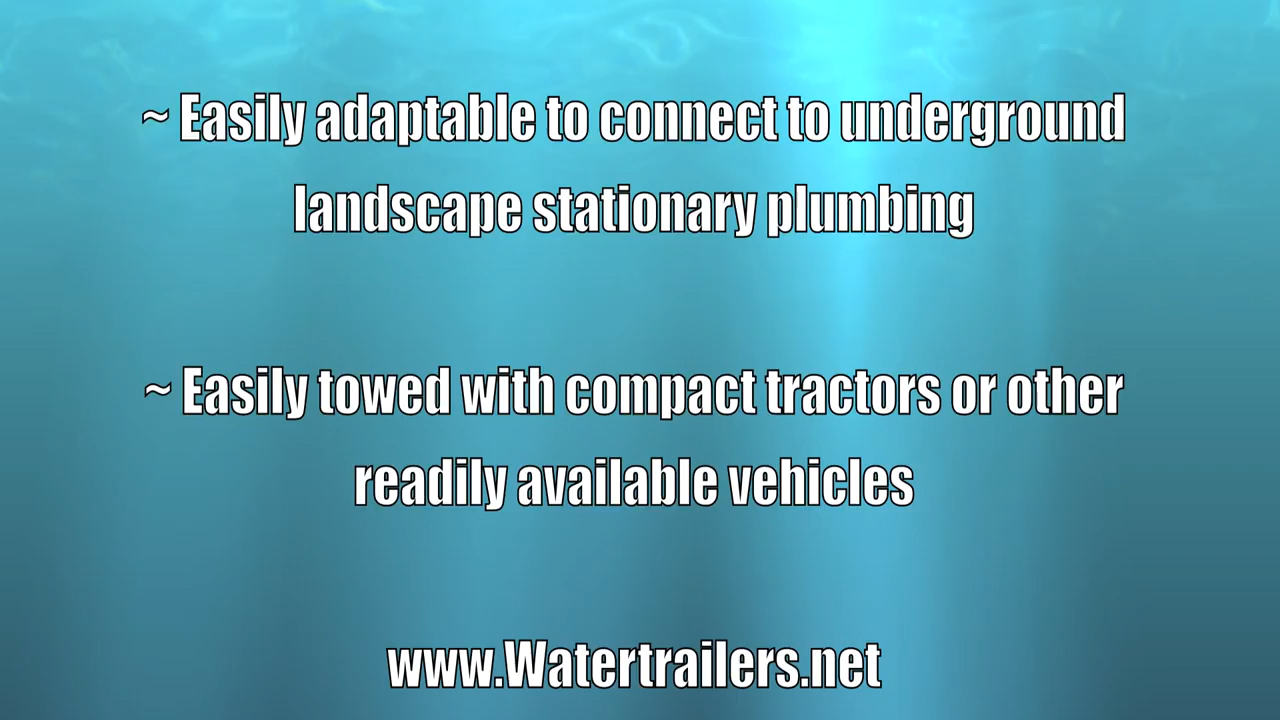 ~ Easily adaptable to connect to underground
landscape stationary plumbing
~ Easily towed with compact tractors or other
readily available vehicles
www.Watertrailers.net